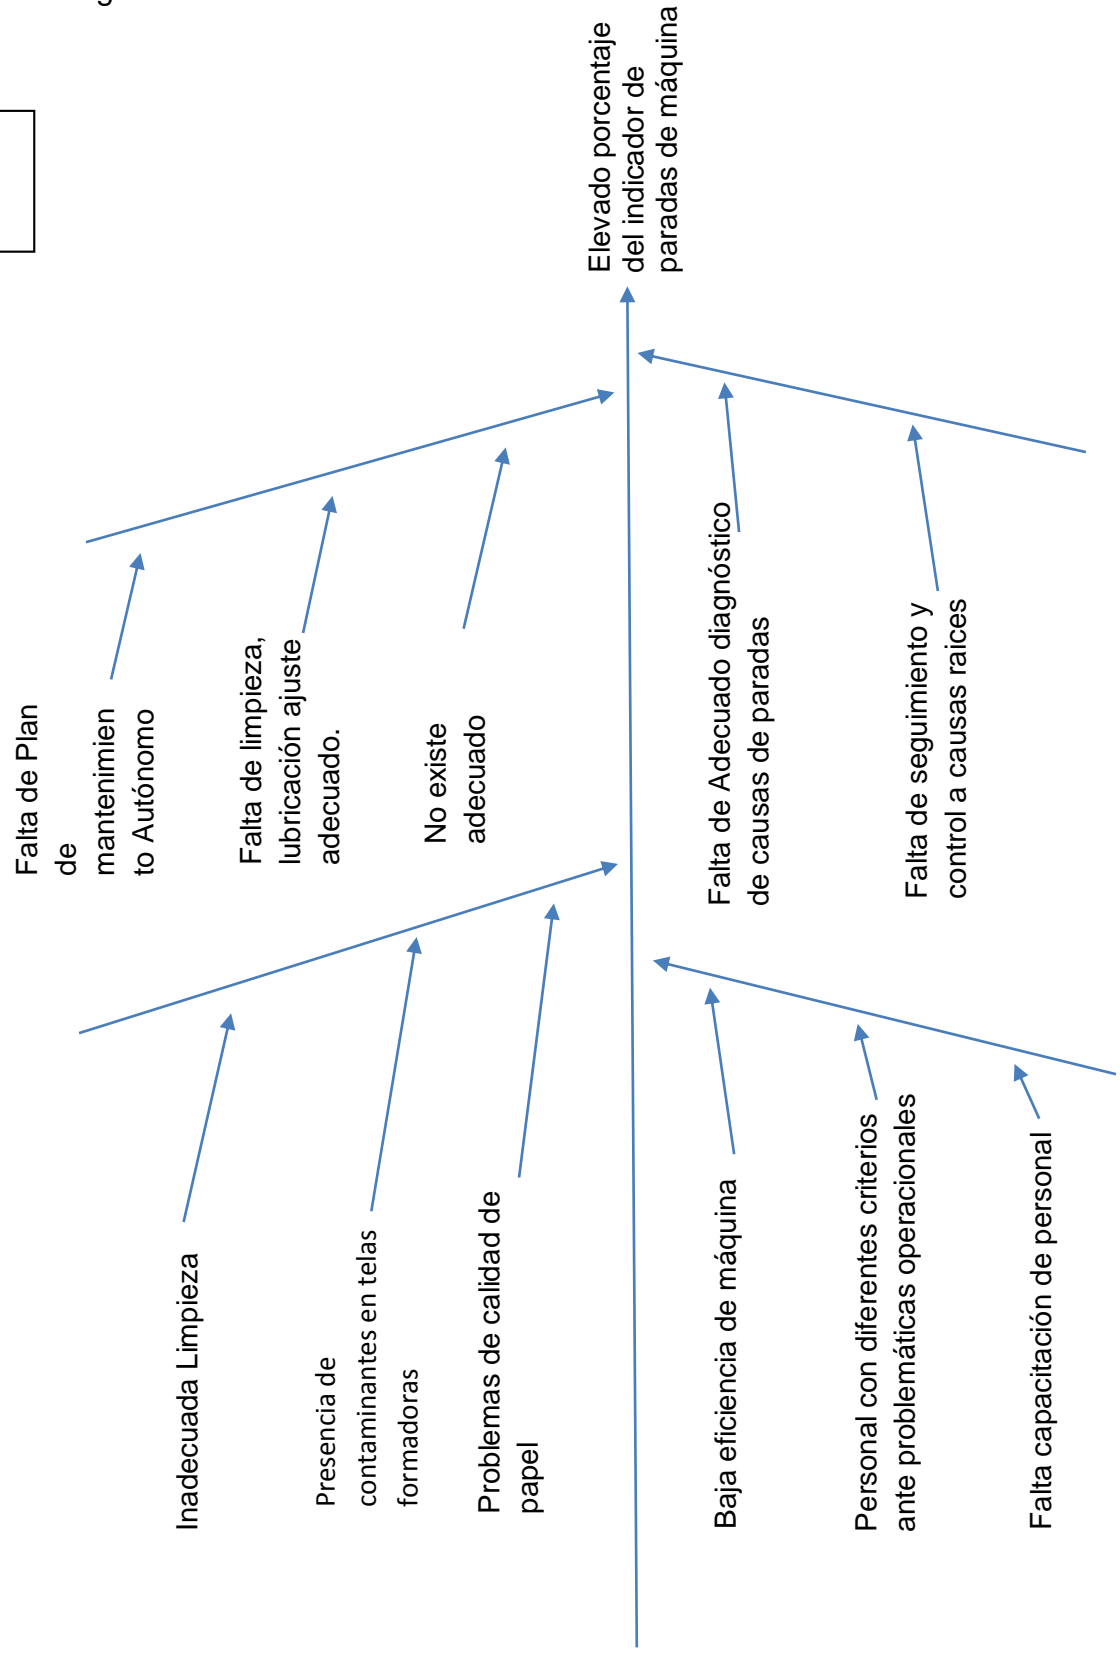 Falta de Plan
de
mantenimien
to Autónomo
Falta de limpieza,
lubricación ajuste
adecuado.
No existe
adecuado
Elevado porcentaje
del indicador de
paradas de máquina
Inadecuada Limpieza
Presencia de
contaminantes en telas
formadoras
Problemas de calidad de
papel
Falta de Adecuado diagnóstico
de causas de paradas
Falta de seguimiento y
control a causas raices
Baja eficiencia de máquina
Personal con diferentes criterios
ante problemáticas operacionales
Falta capacitación de personal